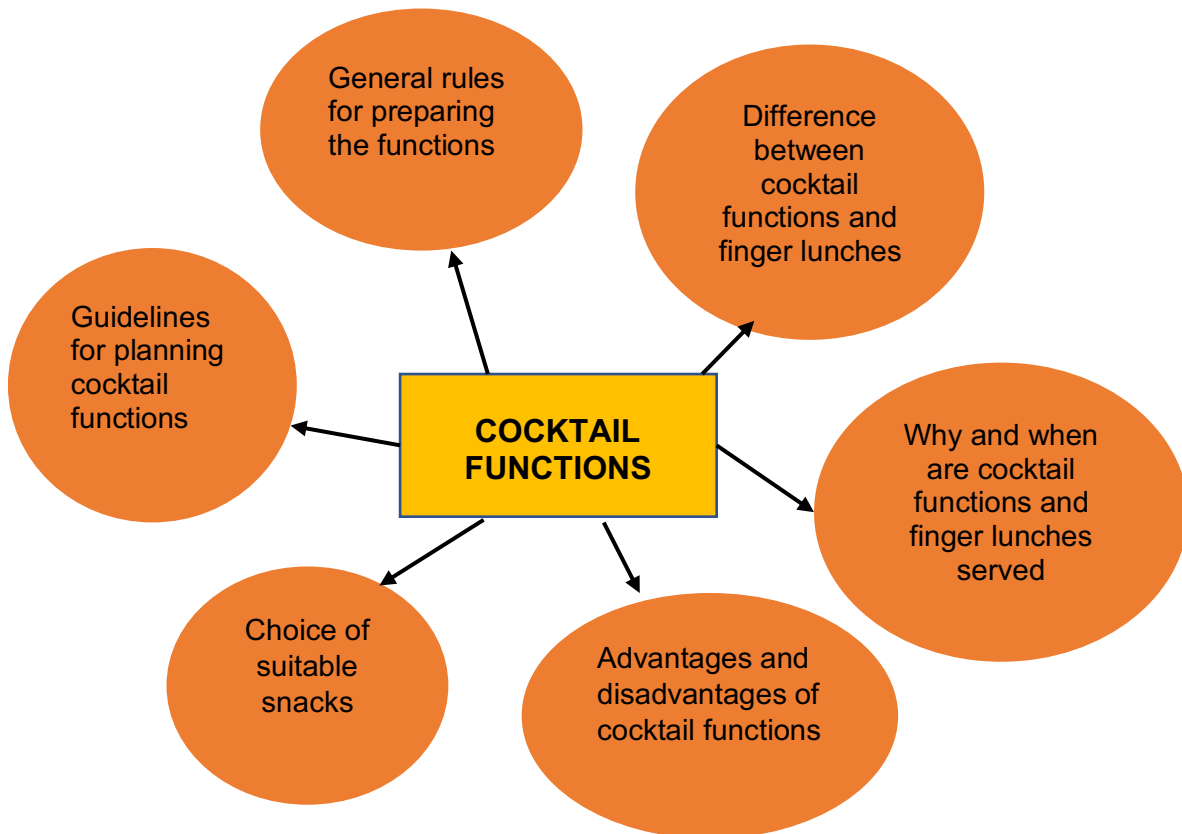 General rules
for preparing
the functions
Difference
between
cocktail
functions and
finger lunches
Guidelines
for planning
cocktail
functions
COCKTAIL
FUNCTIONS
Why and when
are cocktail
functions and
finger lunches
served
Choice of
suitable
snacks
Advantages and
disadvantages of
cocktail functions